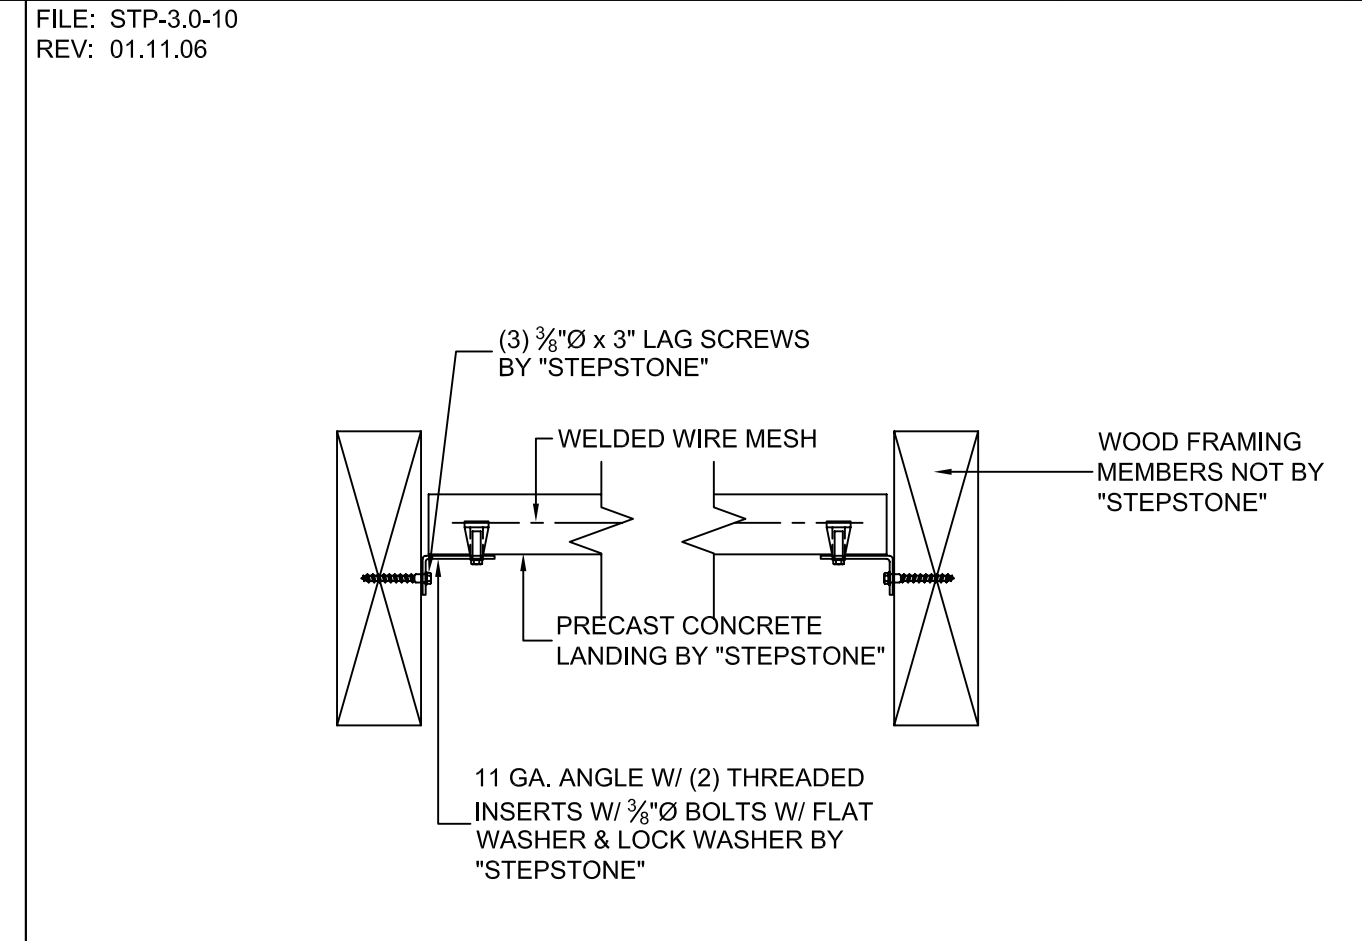 FILE: STP-3.0-10
REV: 01.11.06
(3) ⅜"Ø x 3" LAG SCREWS
BY "STEPSTONE"
WELDED WIRE MESH
WOOD FRAMING
MEMBERS NOT BY
"STEPSTONE"
PRECAST CONCRETE
LANDING BY "STEPSTONE"
11 GA. ANGLE W/ (2) THREADED
INSERTS W/ ⅜"Ø BOLTS W/ FLAT
WASHER & LOCK WASHER BY
"STEPSTONE"